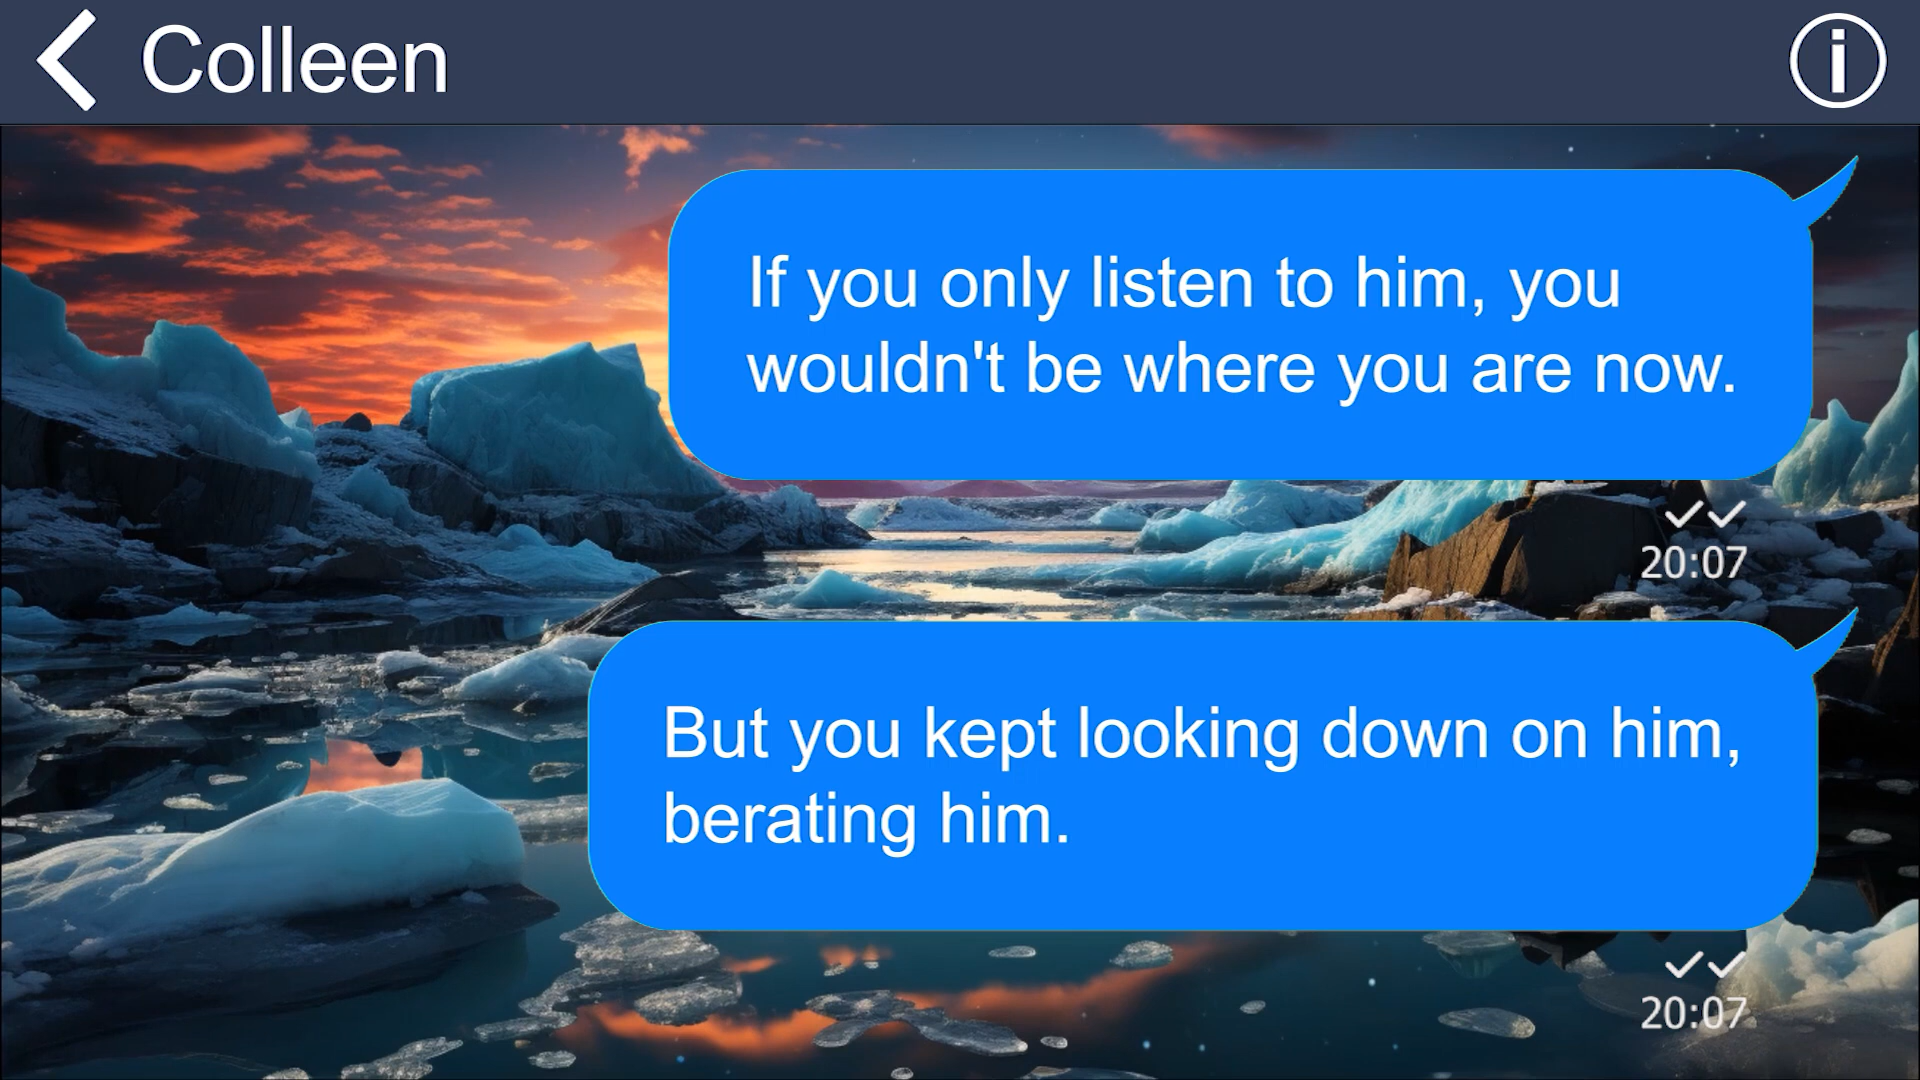 Colleen
If you only listen to him, you
wouldn't be where you are now.
20:07
But you kept looking down on him,
berating him.
20:07